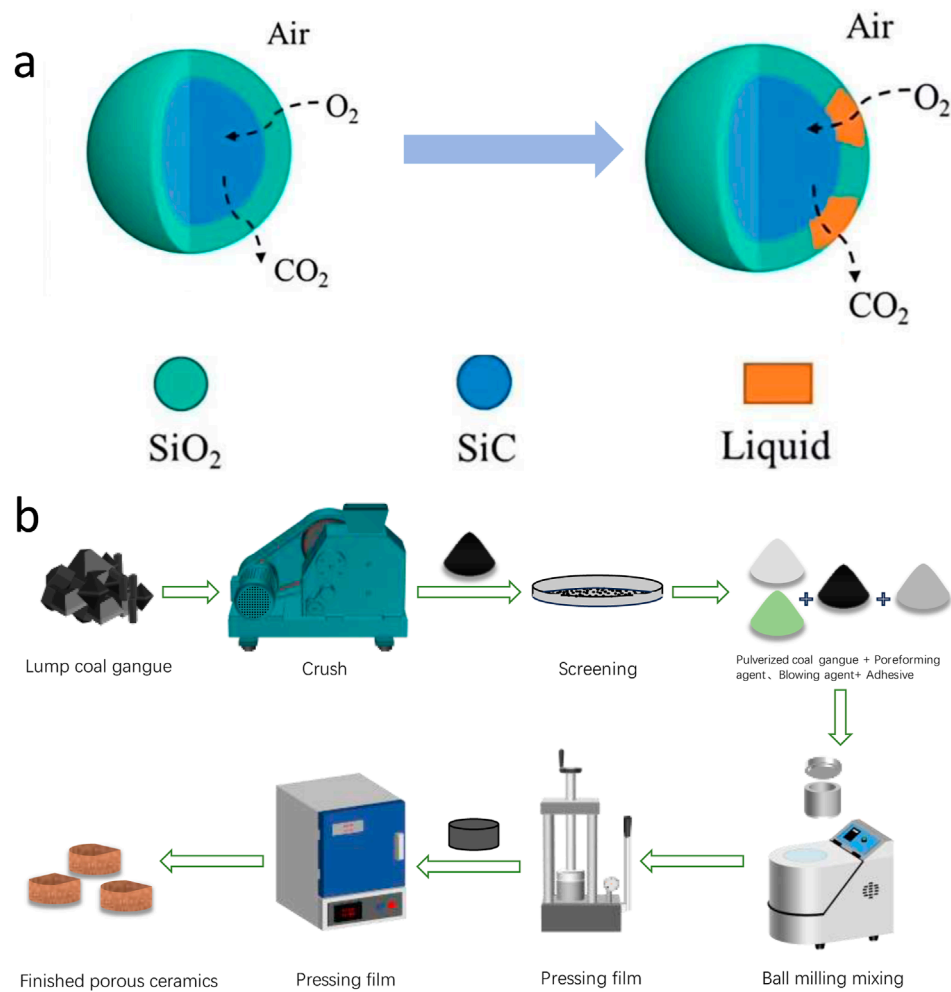 a
Air
Air
O₂
O₂
CO₂
CO₂
SiO₂
SiC
Liquid
b
Lump coal gangue
Crush
Screening
Pulverized coal gangue + Poreforming
agent、Blowing agent+ Adhesive
Finished porous ceramics
Pressing film
Pressing film
Ball milling mixing